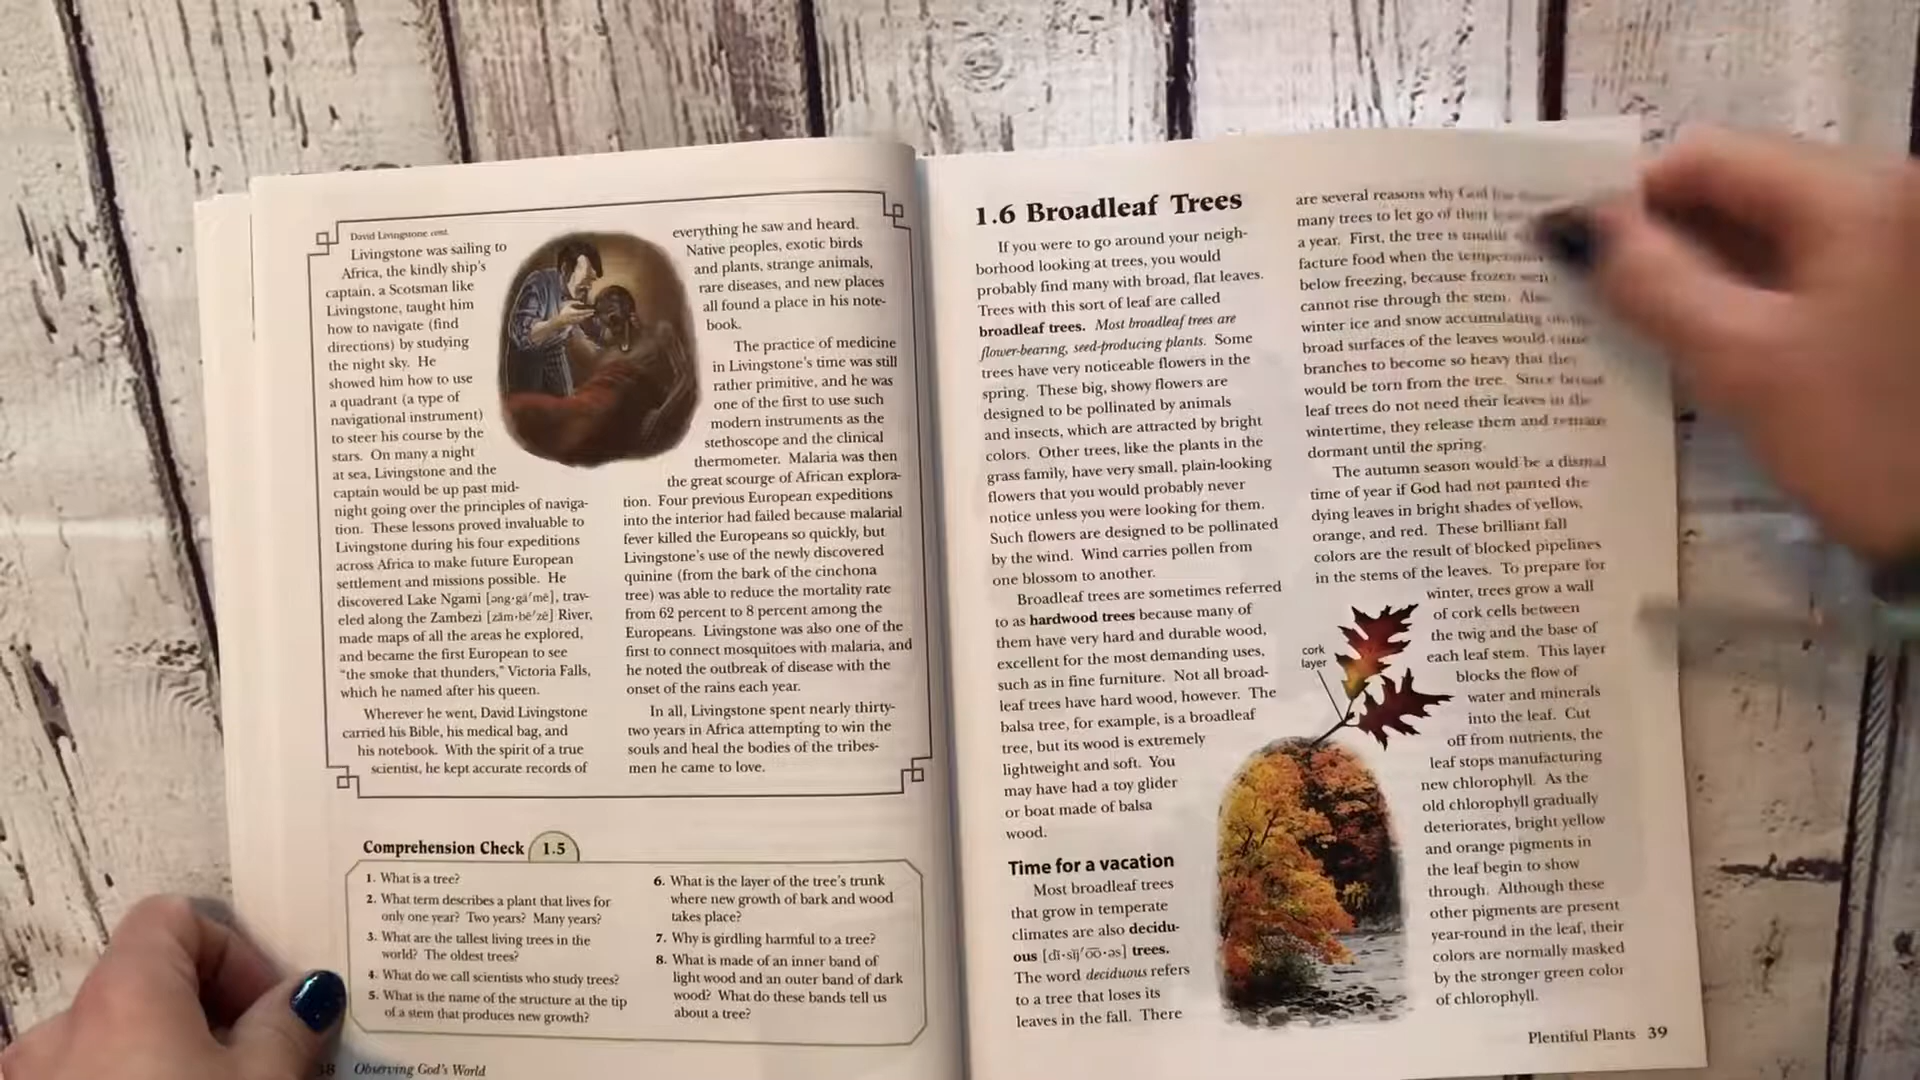 David Livingstone cont.
Livingstone was sailing to
Africa, the kindly ship's
captain, a Scotsman like
Livingstone, taught him
how to navigate (find
directions) by studying
the night sky. He
showed him how to use
a quadrant (a type of
navigational instrument)
to steer his course by the
stars. On many a night
at sea, Livingstone and the
captain would be up past mid-
night going over the principles of naviga-
tion. These lessons proved invaluable to
Livingstone during his four expeditions
across Africa to make future European
settlement and missions possible. He
discovered Lake Ngami [əng·gä′mē], trav-
eled along the Zambezi [zăm·bē′zē] River,
made maps of all the areas he explored,
and became the first European to see
"the smoke that thunders," Victoria Falls,
which he named after his queen.
Wherever he went, David Livingstone
carried his Bible, his medical bag, and
his notebook. With the spirit of a true
scientist, he kept accurate records of
everything he saw and heard.
Native peoples, exotic birds
and plants, strange animals,
rare diseases, and new places
all found a place in his note-
book.
The practice of medicine
in Livingstone's time was still
rather primitive, and he was
one of the first to use such
modern instruments as the
stethoscope and the clinical
thermometer. Malaria was then
the great scourge of African explora-
tion. Four previous European expeditions
into the interior had failed because malarial
fever killed the Europeans so quickly, but
Livingstone's use of the newly discovered
quinine (from the bark of the cinchona
tree) was able to reduce the mortality rate
from 62 percent to 8 percent among the
Europeans. Livingstone was also one of the
first to connect mosquitoes with malaria, and
he noted the outbreak of disease with the
onset of the rains each year.
In all, Livingstone spent nearly thirty-
two years in Africa attempting to win the
souls and heal the bodies of the tribes-
men he came to love.
Comprehension Check 1.5
1. What is a tree?
2. What term describes a plant that lives for
only one year? Two years? Many years?
3. What are the tallest living trees in the
world? The oldest trees?
4. What do we call scientists who study trees?
5. What is the name of the structure at the tip
of a stem that produces new growth?
6. What is the layer of the tree's trunk
where new growth of bark and wood
takes place?
7. Why is girdling harmful to a tree?
8. What is made of an inner band of
light wood and an outer band of dark
wood? What do these bands tell us
about a tree?
Observing God's World
1.6 Broadleaf Trees
If you were to go around your neigh-
borhood looking at trees, you would
probably find many with broad, flat leaves.
Trees with this sort of leaf are called
broadleaf trees. Most broadleaf trees are
flower-bearing, seed-producing plants. Some
trees have very noticeable flowers in the
spring. These big, showy flowers are
designed to be pollinated by animals
and insects, which are attracted by bright
colors. Other trees, like the plants in the
grass family, have very small, plain-looking
flowers that you would probably never
notice unless you were looking for them.
Such flowers are designed to be pollinated
by the wind. Wind carries pollen from
one blossom to another.
Broadleaf trees are sometimes referred
to as hardwood trees because many of
them have very hard and durable wood,
excellent for the most demanding uses,
such as in fine furniture. Not all broad-
leaf trees have hard wood, however. The
balsa tree, for example, is a broadleaf
tree, but its wood is extremely
lightweight and soft. You
may have had a toy glider
or boat made of balsa
wood.
Time for a vacation
Most broadleaf trees
that grow in temperate
climates are also decidu-
ous [dĭ·sĭj′o͞o·əs] trees.
The word deciduous refers
to a tree that loses its
leaves in the fall. There
are several reasons why God
many trees to let go of their
a year. First, the tree is unable
facture food when the
below freezing, because frozen
cannot rise through the stem.
winter ice and snow accumulating
broad surfaces of the leaves would cause
branches to become so heavy that they
would be torn from the tree. Since broad-
leaf trees do not need their leaves in the
wintertime, they release them and remain
dormant until the spring.
The autumn season would be a dismal
time of year if God had not painted the
dying leaves in bright shades of yellow,
orange, and red. These brilliant fall
colors are the result of blocked pipelines
in the stems of the leaves. To prepare for
winter, trees grow a wall
of cork cells between
the twig and the base of
each leaf stem. This layer
blocks the flow of
water and minerals
into the leaf. Cut
off from nutrients, the
leaf stops manufacturing
new chlorophyll. As the
old chlorophyll gradually
deteriorates, bright yellow
and orange pigments in
the leaf begin to show
through. Although these
other pigments are present
year-round in the leaf, their
colors are normally masked
by the stronger green color
of chlorophyll.
cork
layer
Plentiful Plants 39